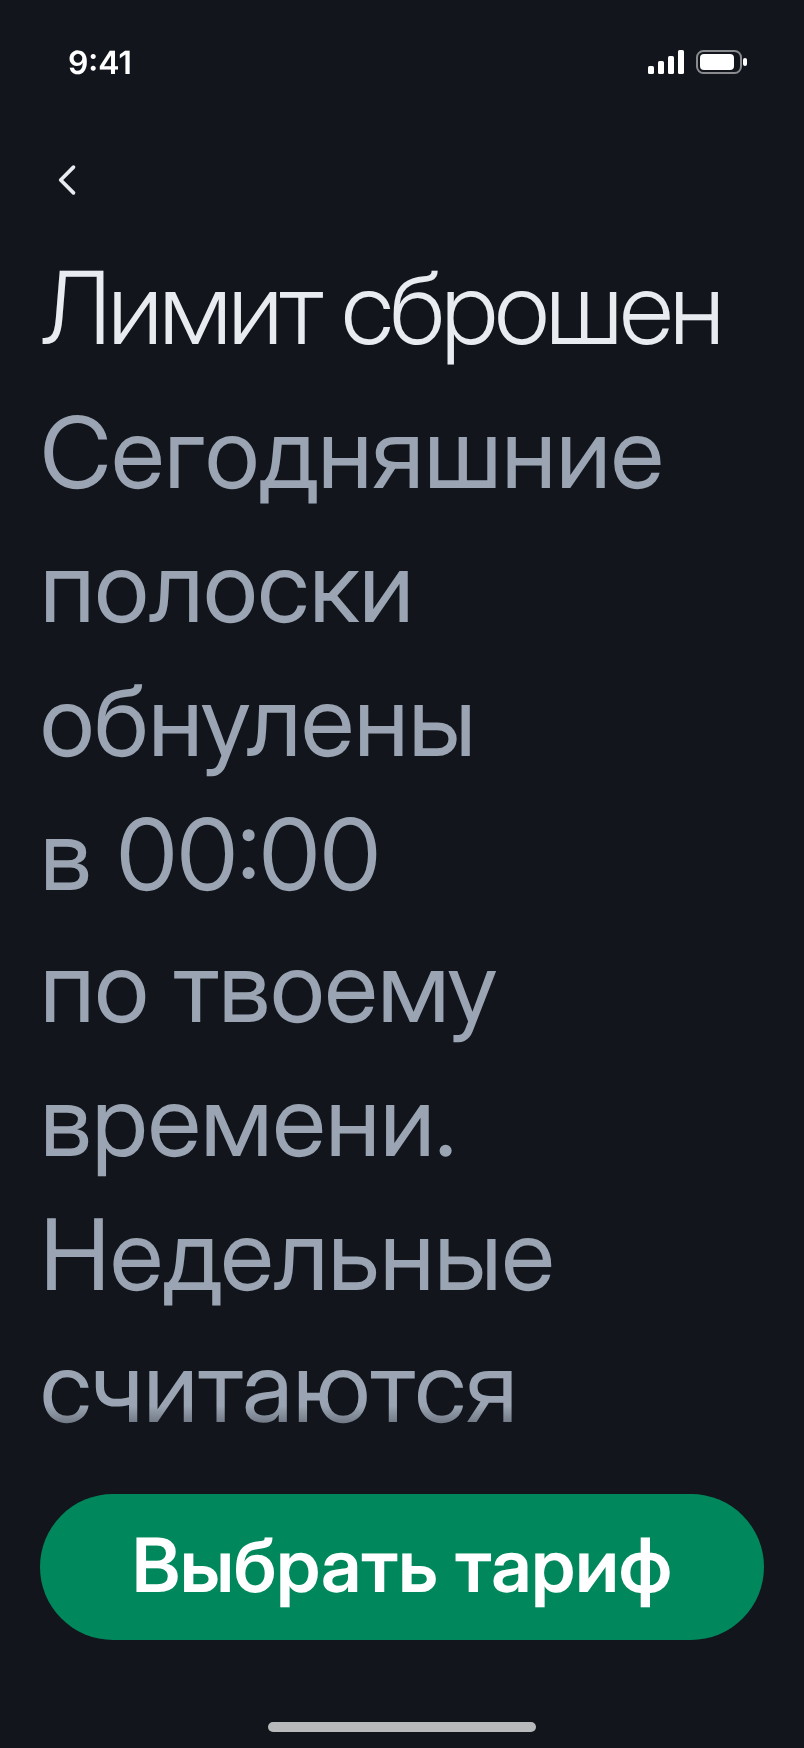 9:41
Лимит сброшен
Сегодняшние
полоски
обнулены
в 00:00
по твоему
времени.
Недельные
считаются
Выбрать тариф